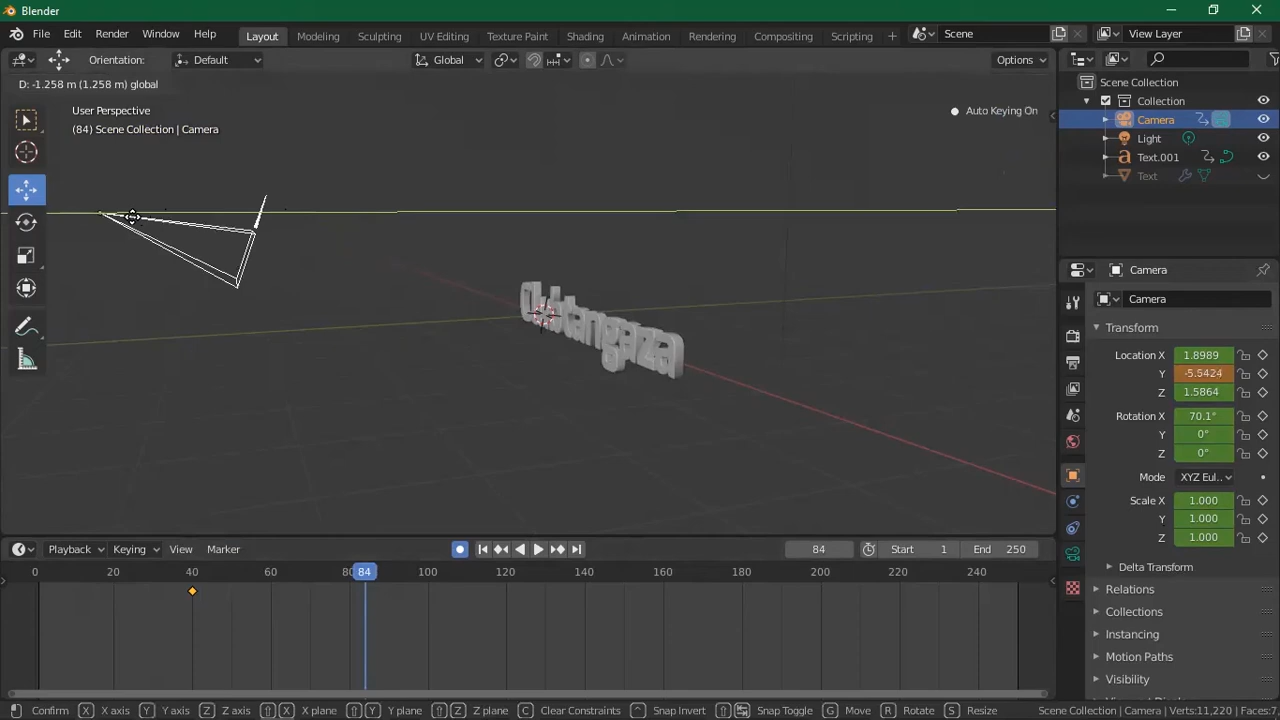 Blender
File Edit Render Window Help Layout Modeling Sculpting UV Editing Texture Paint Shading Animation Rendering Compositing Scripting + Scene View Layer
Orientation: Default Global Options
D: -1.258 m (1.258 m) global
User Perspective
(84) Scene Collection | Camera
Auto Keying On
Scene Collection
Collection
Camera
Light
Text.001
Text
Camera
Camera
Transform
Location X 1.8989
Y -5.5424
Z 1.5864
Rotation X 70.1°
Y 0°
Z 0°
Mode XYZ Eul..
Scale X 1.000
Y 1.000
Z 1.000
Delta Transform
Relations
Collections
Instancing
Motion Paths
Visibility
Playback Keying View Marker 84 Start 1 End 250
0 20 40 60 80 84 100 120 140 160 180 200 220 240
Confirm X X axis Y Y axis Z Z axis X X plane Y Y plane Z Z plane C Clear Constraints Snap Invert Snap Toggle G Move R Rotate S Resize Scene Collection | Camera Verts:11,220 Faces:7,